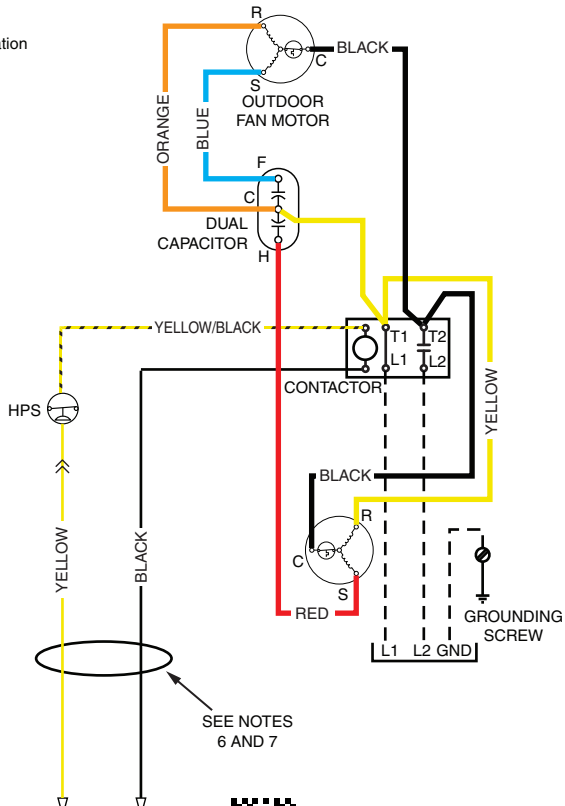 ation
R
BLACK
C
S
OUTDOOR
FAN MOTOR
ORANGE
BLUE
F
C
DUAL
CAPACITOR
H
YELLOW/BLACK
T1
T2
L1
L2
CONTACTOR
HPS
YELLOW
BLACK
R
C
S
RED
YELLOW
BLACK
GROUNDING
SCREW
L1 L2 GND
SEE NOTES
6 AND 7